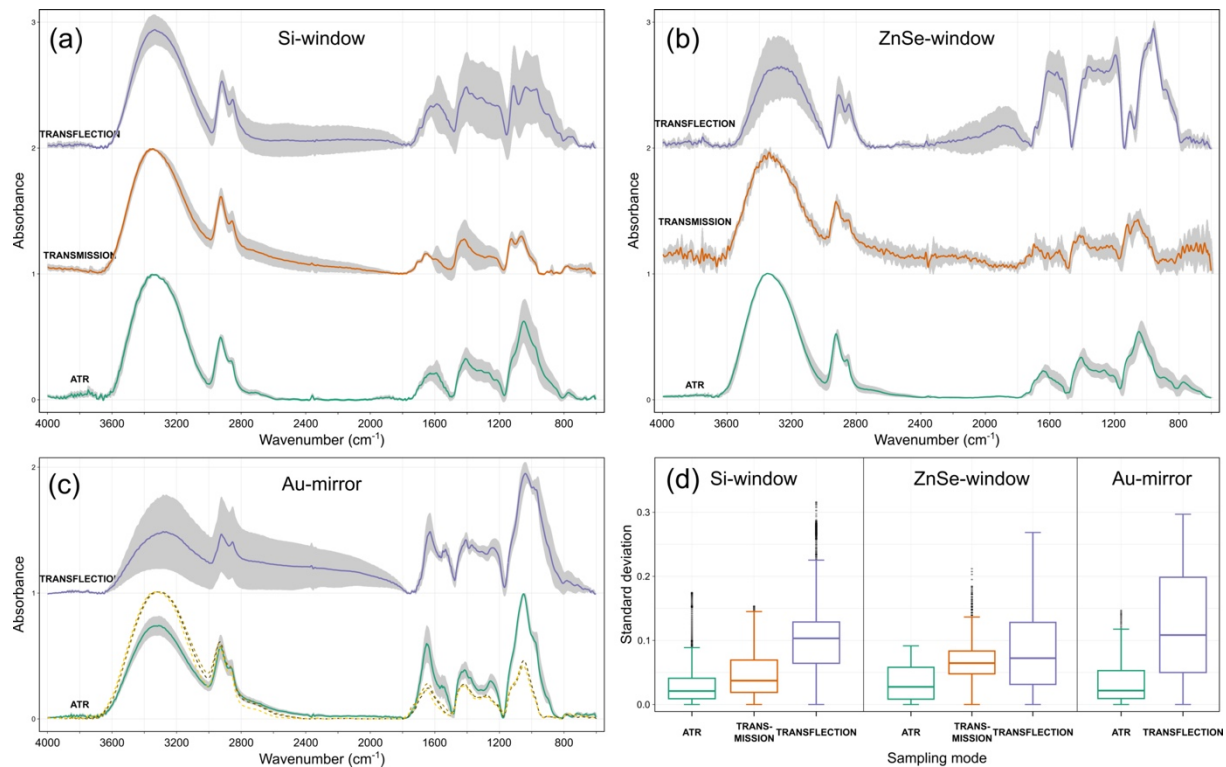 (a) Si-window
3
2
1
0
Absorbance
TRANSFLECTION
TRANSMISSION
ATR
4000 3600 3200 2800 2400 2000 1600 1200 800
Wavenumber (cm⁻¹)
(b) ZnSe-window
3
2
1
0
Absorbance
TRANSFLECTION
TRANSMISSION
ATR
4000 3600 3200 2800 2400 2000 1600 1200 800
Wavenumber (cm⁻¹)
(c) Au-mirror
2
1
0
Absorbance
TRANSFLECTION
ATR
4000 3600 3200 2800 2400 2000 1600 1200 800
Wavenumber (cm⁻¹)
(d)
Si-window ZnSe-window Au-mirror
0.3
0.2
0.1
0.0
Standard deviation
ATR TRANS-MISSION TRANSFLECTION ATR TRANS-MISSION TRANSFLECTION ATR TRANSFLECTION
Sampling mode